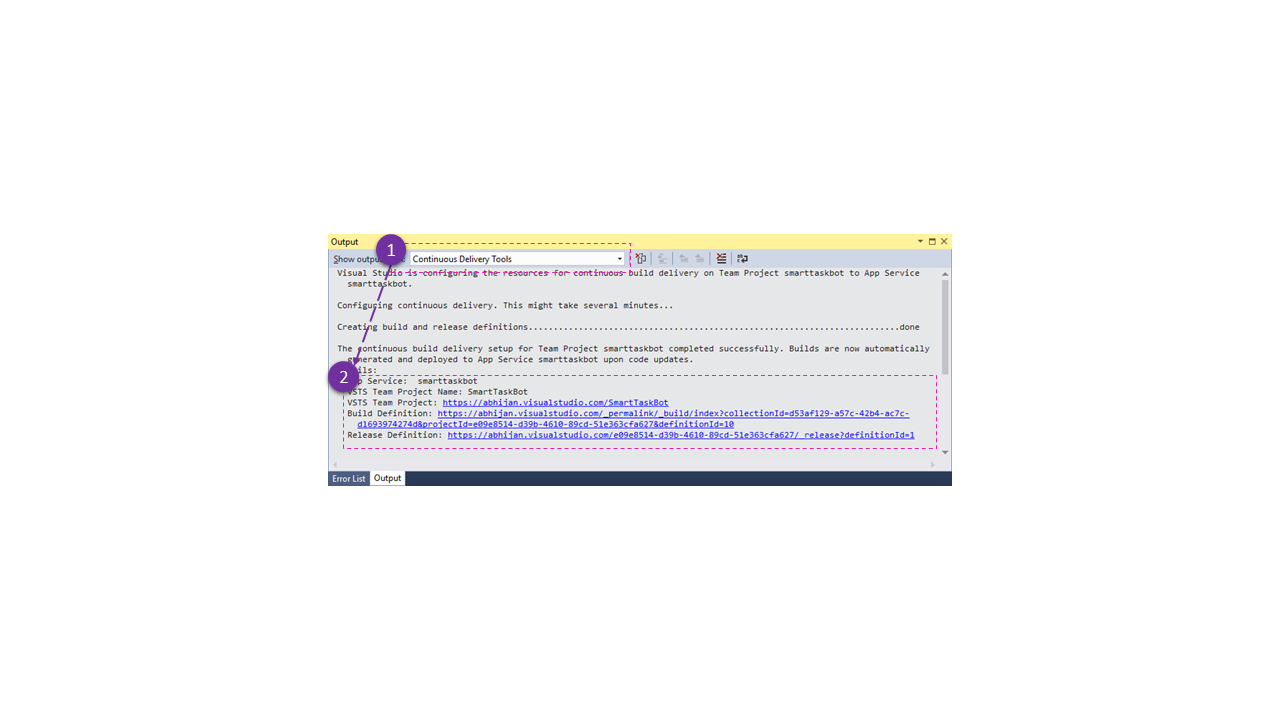 Output
1
Show outpu
Continuous Delivery Tools
Visual Studio is configuring the resources for continuous build delivery on Team Project smarttaskbot to App Service
smarttaskbot.
Configuring continuous delivery. This might take several minutes...
Creating build and release definitions..........................................................................done
The continuous build delivery setup for Team Project smarttaskbot completed successfully. Builds are now automatically
generated and deployed to App Service smarttaskbot upon code updates.
ils:
2
p Service: smarttaskbot
VSTS Team Project Name: SmartTaskBot
VSTS Team Project: https://abhijan.visualstudio.com/SmartTaskBot
Build Definition: https://abhijan.visualstudio.com/_permalink/_build/index?collectionId=d53af129-a57c-42b4-ac7c-
d1693974274d&projectId=e09e8514-d39b-4610-89cd-51e363cfa627&definitionId=10
Release Definition: https://abhijan.visualstudio.com/e09e8514-d39b-4610-89cd-51e363cfa627/_release?definitionId=1
Error List
Output